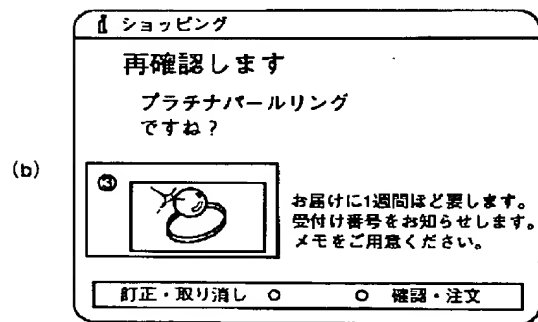 i ショッピング
再確認します
プラチナパールリング
ですね?
(b)
③
お届けに1週間ほど要します。
受付け番号をお知らせします。
メモをご用意ください。
訂正・取り消し ○ ○ 確認・注文